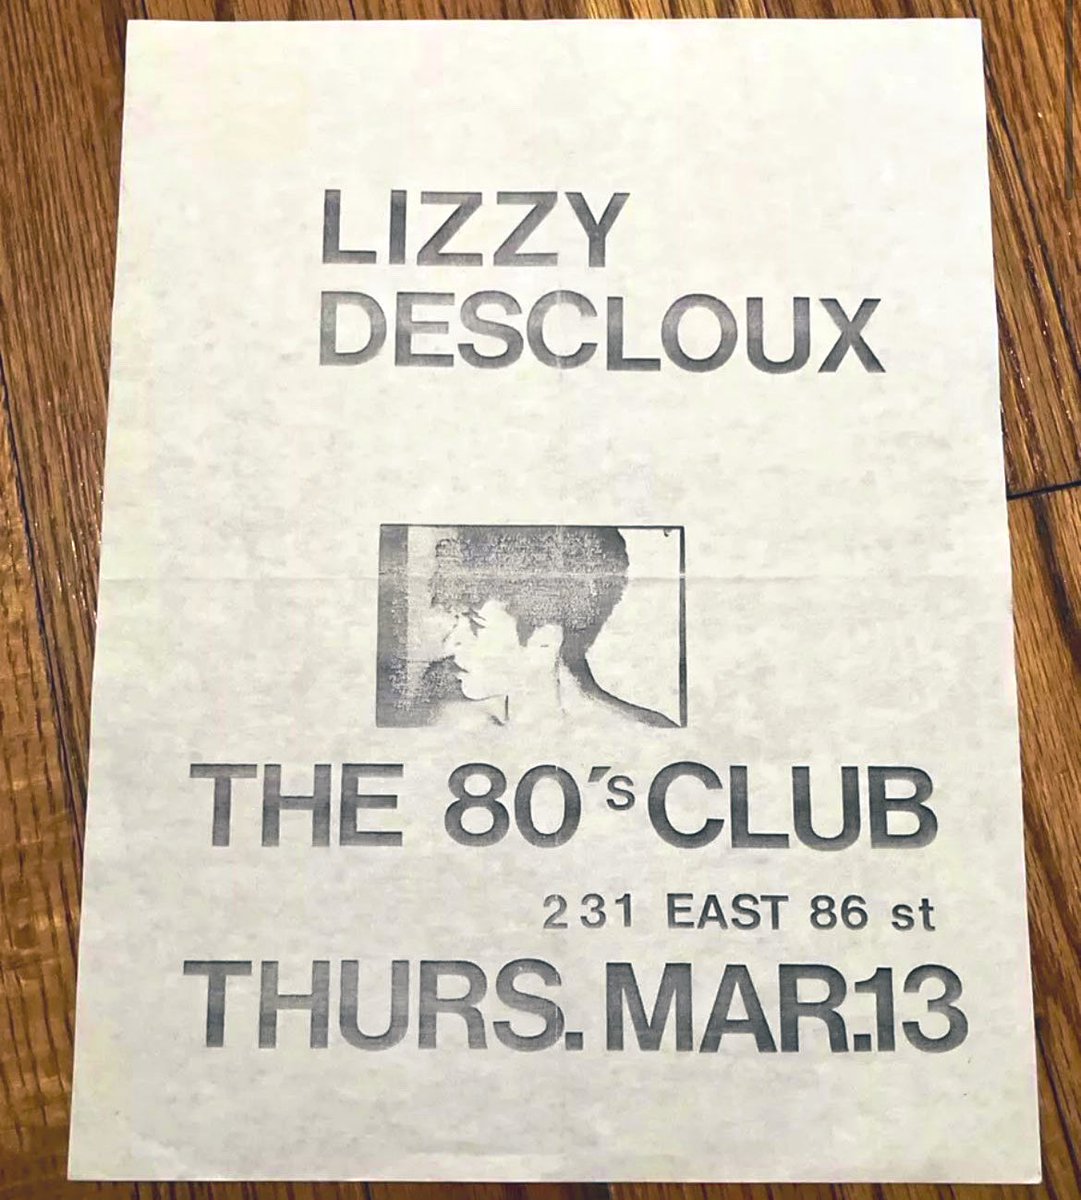 LIZZY
DESCLOUX
THE 80's CLUB
231 EAST 86 st
THURS. MAR.13